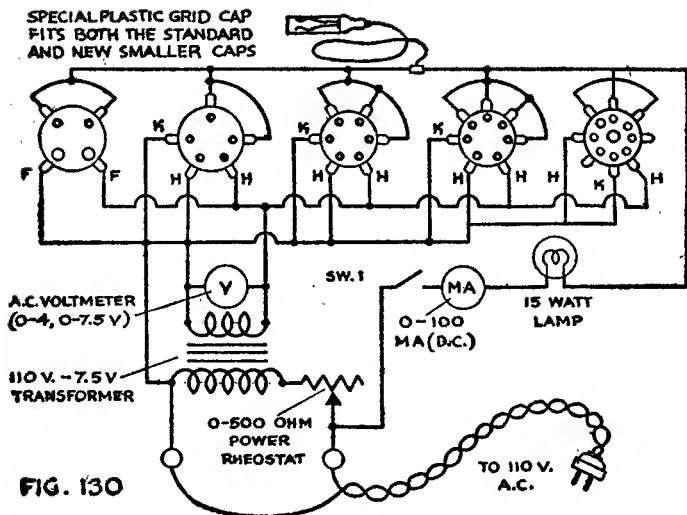 SPECIAL PLASTIC GRID CAP
FITS BOTH THE STANDARD
AND NEW SMALLER CAPS
K
K
K
F
F
H
H
H
H
H
H
H
K
H
A.C. VOLTMETER
(0-4, 0-7.5 V)
V
SW. 1
MA
0-100
MA (D.C.)
15 WATT
LAMP
110 V. - 7.5 V
TRANSFORMER
0-500 OHM
POWER
RHEOSTAT
TO 110 V.
A.C.
FIG. 130